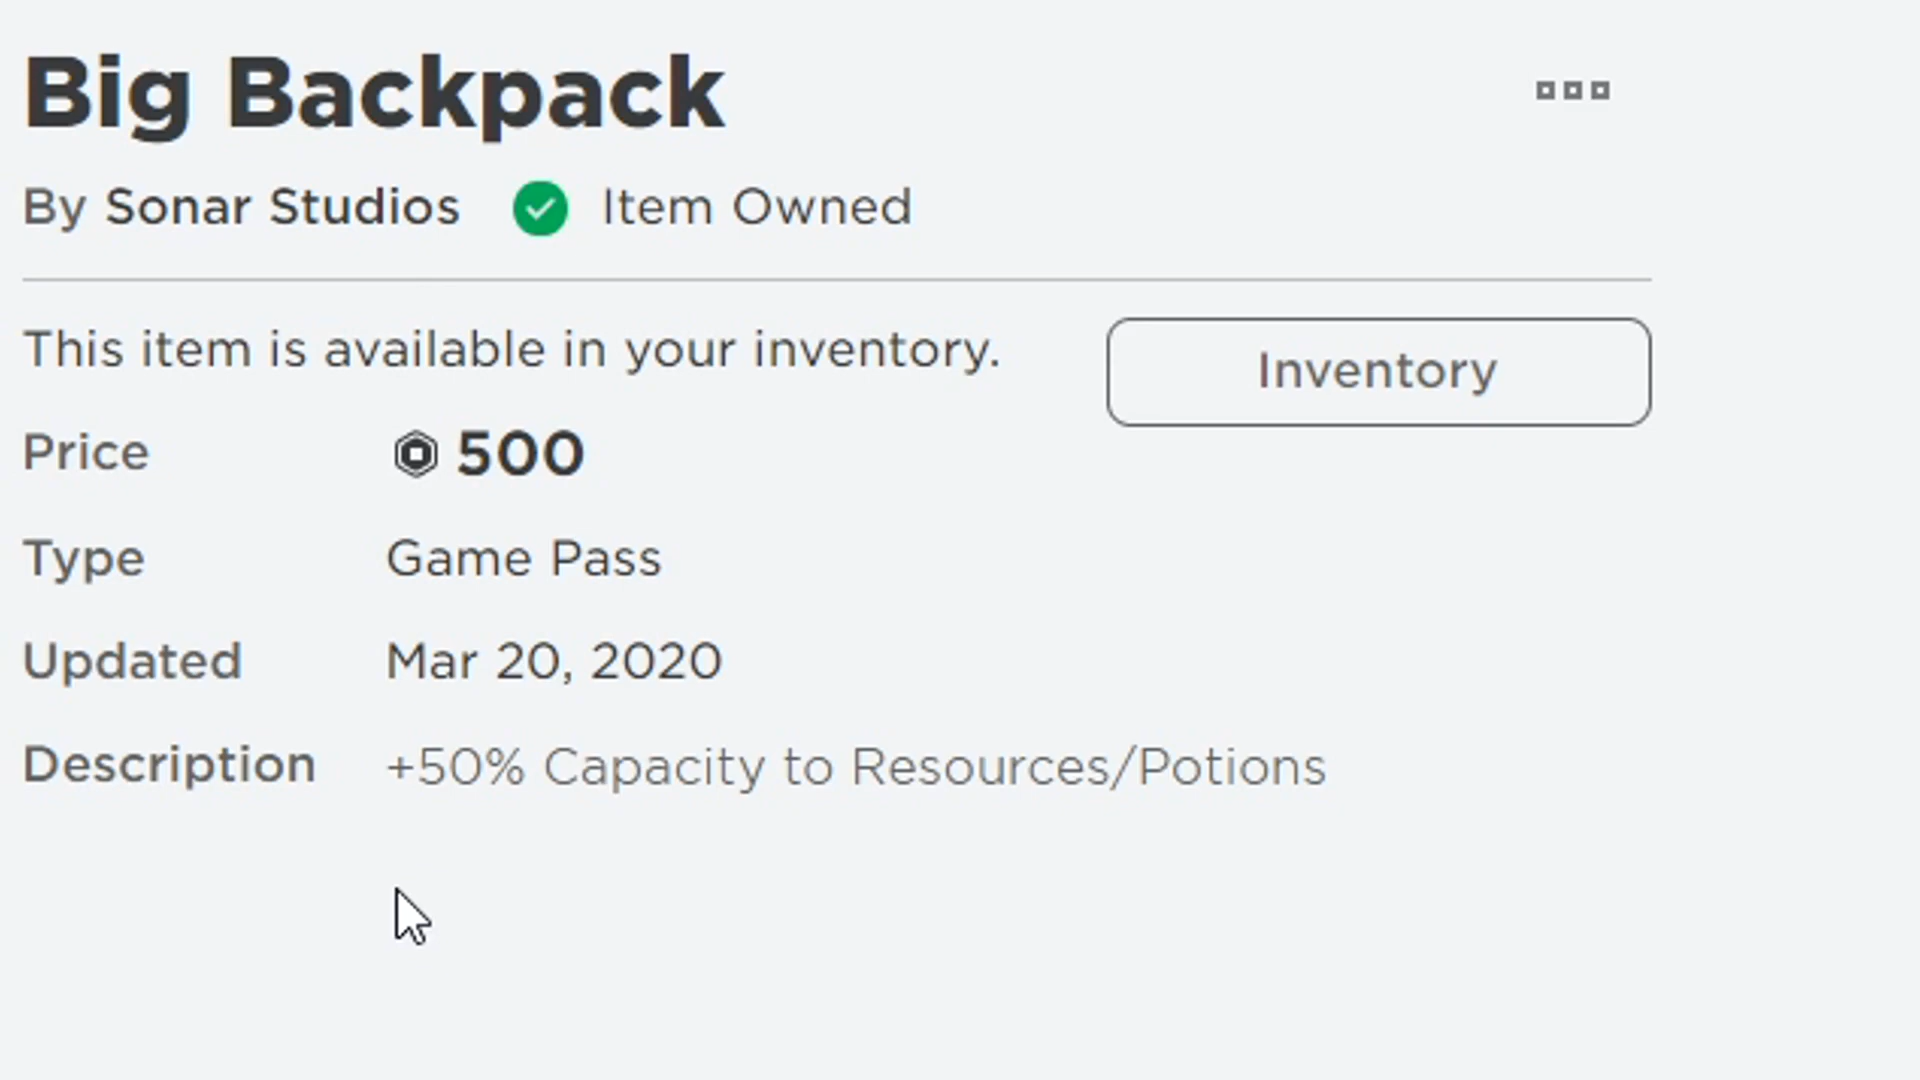 Big Backpack
By Sonar Studios Item Owned
This item is available in your inventory.
Inventory
Price 500
Type Game Pass
Updated Mar 20, 2020
Description +50% Capacity to Resources/Potions